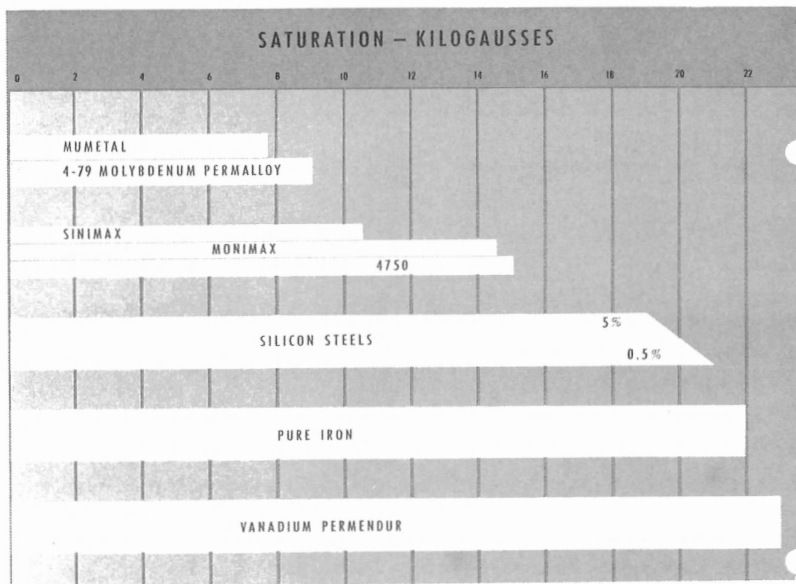 SATURATION – KILOGAUSSES
0 2 4 6 8 10 12 14 16 18 20 22
MUMETAL
4-79 MOLYBDENUM PERMALLOY
SINIMAX
MONIMAX
4750
5%
SILICON STEELS
0.5%
PURE IRON
VANADIUM PERMENDUR